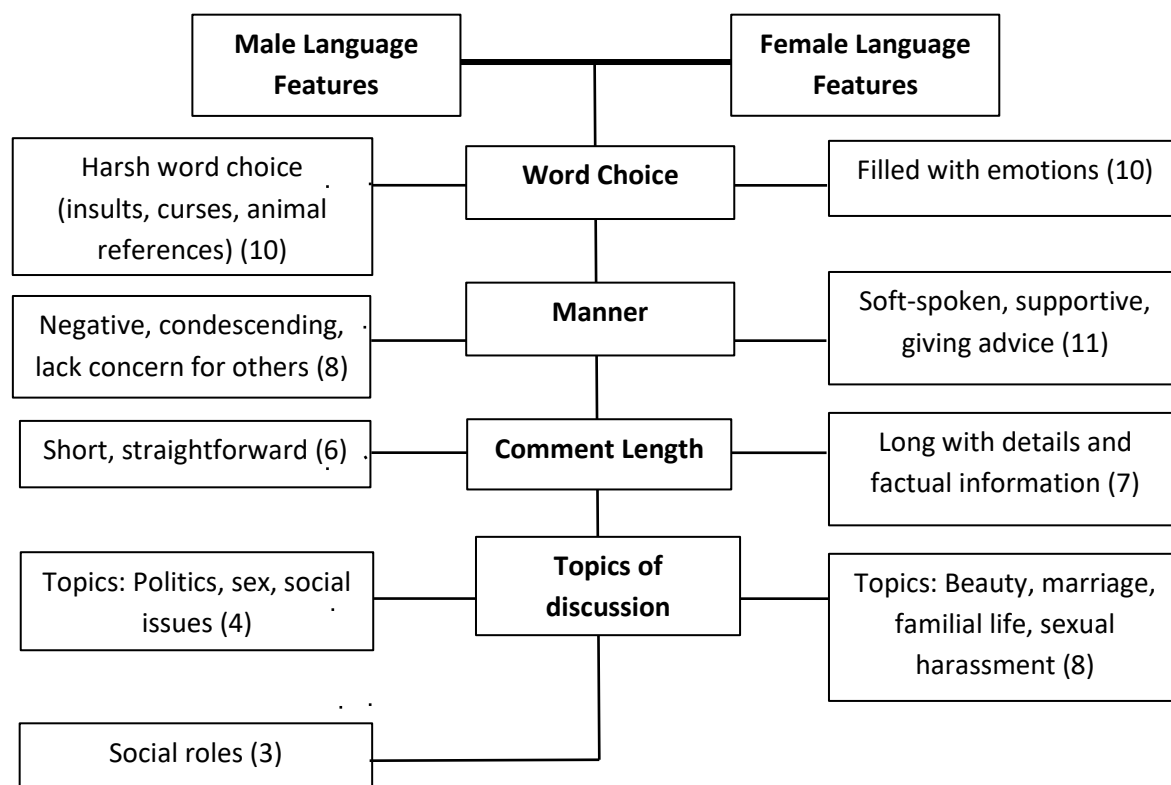 Male Language
Features
Female Language
Features
Harsh word choice
(insults, curses, animal
references) (10)
Word Choice
Filled with emotions (10)
Negative, condescending,
lack concern for others (8)
Manner
Soft-spoken, supportive,
giving advice (11)
Short, straightforward (6)
Comment Length
Long with details and
factual information (7)
Topics: Politics, sex, social
issues (4)
Topics of
discussion
Topics: Beauty, marriage,
familial life, sexual
harassment (8)
Social roles (3)